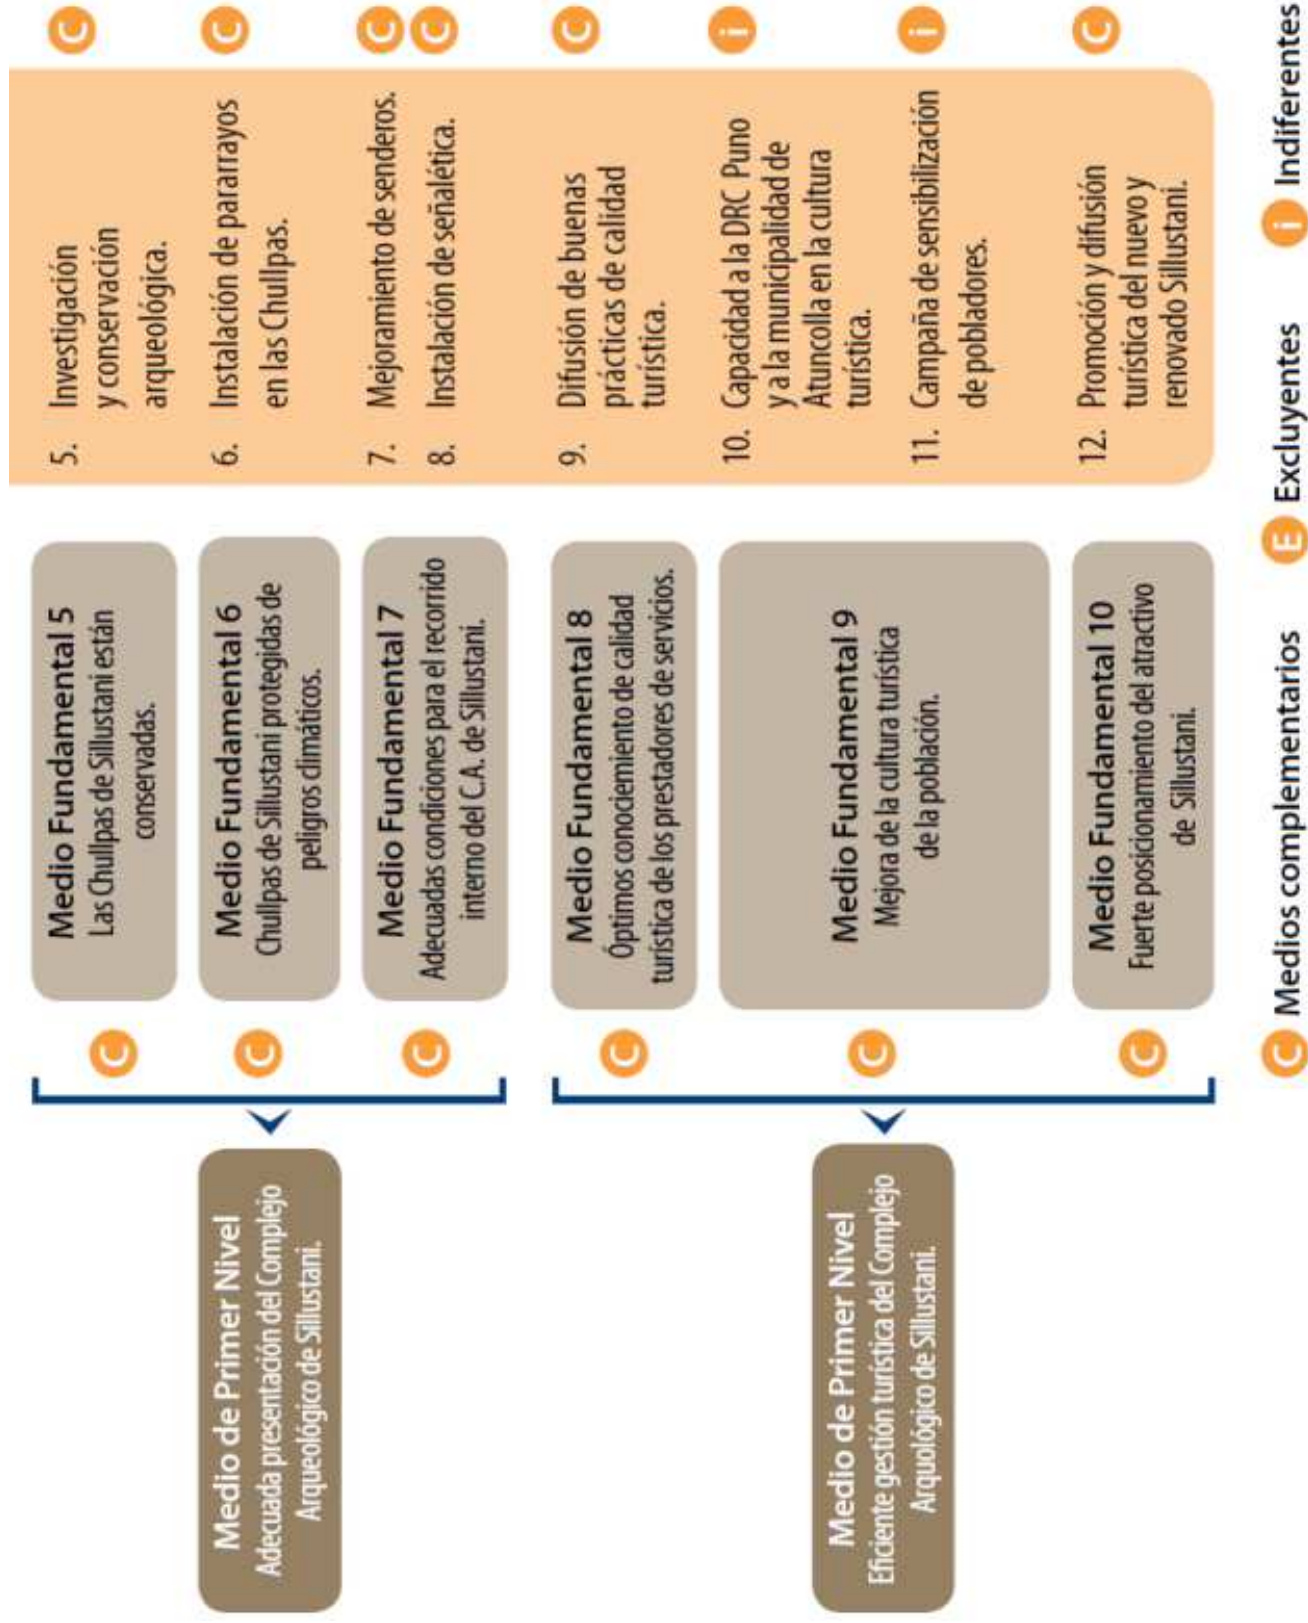 Medio de Primer Nivel
Adecuada presentación del Complejo
Arqueológico de Sillustani.
C
Medio Fundamental 5
Las Chullpas de Sillustani están
conservadas.
5. Investigación
y conservación
arqueológica.
C
C
Medio Fundamental 6
Chullpas de Sillustani protegidas de
peligros climáticos.
6. Instalación de pararrayos
en las Chullpas.
C
C
Medio Fundamental 7
Adecuadas condiciones para el recorrido
interno del C.A. de Sillustani.
7. Mejoramiento de senderos.
C
8. Instalación de señalética.
C
Medio de Primer Nivel
Eficiente gestión turística del Complejo
Arquológico de Sillustani.
C
Medio Fundamental 8
Óptimos conociemiento de calidad
turística de los prestadores de servicios.
9. Difusión de buenas
prácticas de calidad
turística.
C
C
Medio Fundamental 9
Mejora de la cultura turística
de la población.
10. Capacidad a la DRC Puno
y a la municipalidad de
Atuncolla en la cultura
turística.
i
11. Campaña de sensibilización
de pobladores.
i
C
Medio Fundamental 10
Fuerte posicionamiento del atractivo
de Sillustani.
12. Promoción y difusión
turística del nuevo y
renovado Sillustani.
C
C Medios complementarios E Excluyentes i Indiferentes